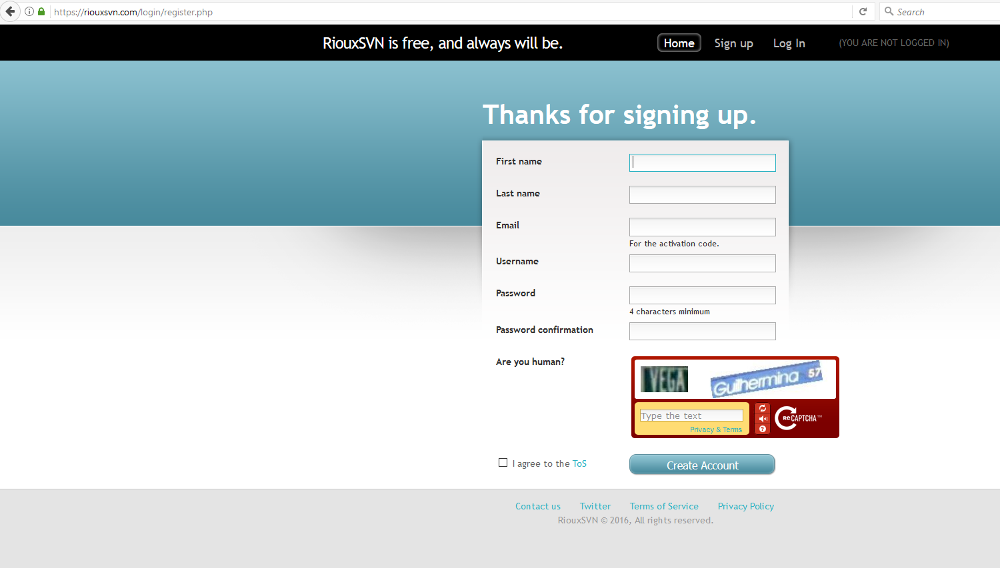 https://riouxsvn.com/login/register.php
Search
RiouxSVN is free, and always will be.
Home
Sign up
Log In
(YOU ARE NOT LOGGED IN)
Thanks for signing up.
First name
Last name
Email
For the activation code.
Username
Password
4 characters minimum
Password confirmation
Are you human?
VEGA
Guilhermina 57
Type the text
Privacy & Terms
ReCAPTCHA™
I agree to the ToS
Create Account
Contact us
Twitter
Terms of Service
Privacy Policy
RiouxSVN © 2016, All rights reserved.